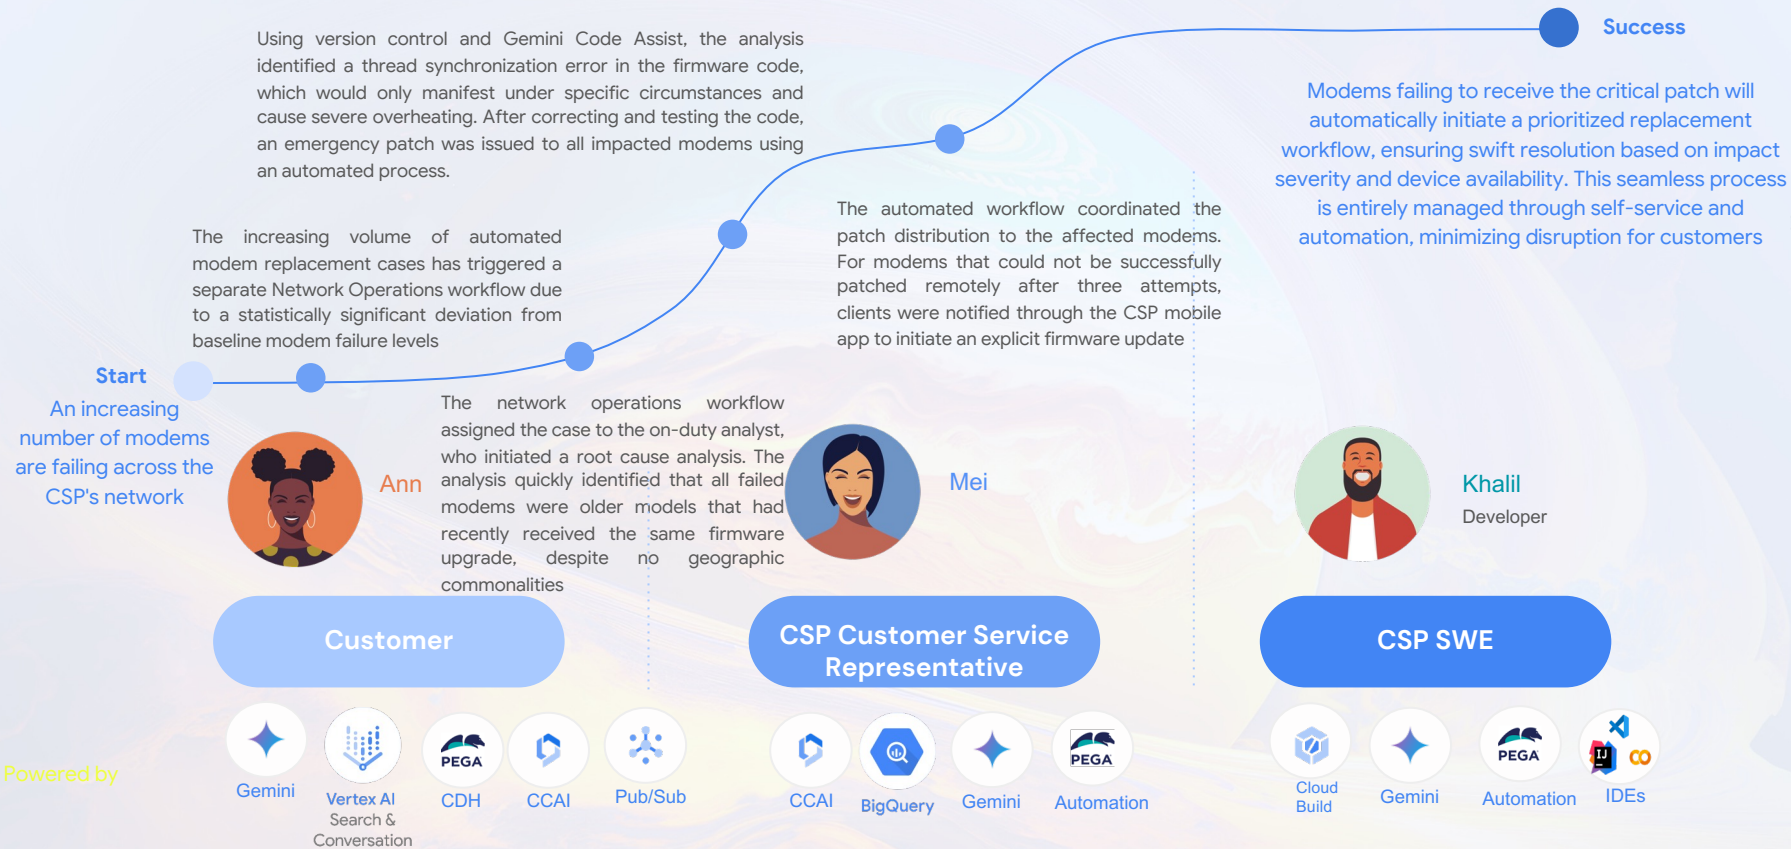 Success
Using version control and Gemini Code Assist, the analysis
identified a thread synchronization error in the firmware code,
which would only manifest under specific circumstances and
cause severe overheating. After correcting and testing the code,
an emergency patch was issued to all impacted modems using
an automated process.
Modems failing to receive the critical patch will
automatically initiate a prioritized replacement
workflow, ensuring swift resolution based on impact
severity and device availability. This seamless process
is entirely managed through self-service and
automation, minimizing disruption for customers
The increasing volume of automated
modem replacement cases has triggered a
separate Network Operations workflow due
to a statistically significant deviation from
baseline modem failure levels
The automated workflow coordinated the
patch distribution to the affected modems.
For modems that could not be successfully
patched remotely after three attempts,
clients were notified through the CSP mobile
app to initiate an explicit firmware update
Start
An increasing
number of modems
are failing across the
CSP's network
The network operations workflow
assigned the case to the on-duty analyst,
who initiated a root cause analysis. The
analysis quickly identified that all failed
modems were older models that had
recently received the same firmware
upgrade, despite no geographic
commonalities
Ann
Mei
Khalil
Developer
Customer
CSP Customer Service
Representative
CSP SWE
Powered by
Gemini
Vertex AI
Search &
Conversation
PEGA
CDH
CCAI
Pub/Sub
CCAI
BigQuery
Gemini
PEGA
Automation
Cloud
Build
Gemini
PEGA
Automation
IJ
IDEs